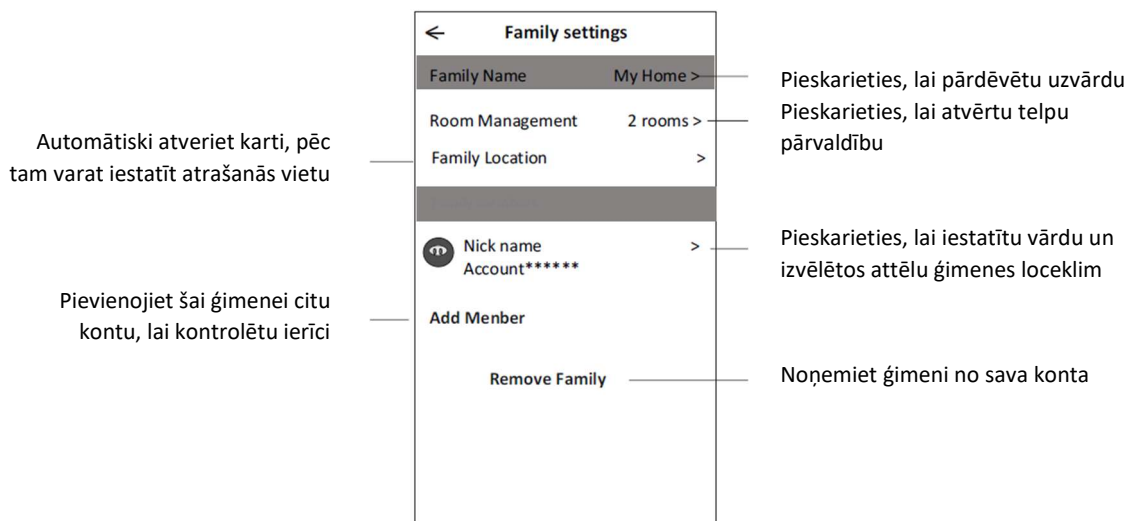 Family settings
Family Name My Home >
Room Management 2 rooms >
Family Location >
Nick name >
Account******
Add Menber
Remove Family
Automātiski atveriet karti, pēc
tam varat iestatīt atrašanās vietu
Pievienojiet šai ģimenei citu
kontu, lai kontrolētu ierīci
Pieskarieties, lai pārdēvētu uzvārdu
Pieskarieties, lai atvērtu telpu
pārvaldību
Pieskarieties, lai iestatītu vārdu un
izvēlētos attēlu ģimenes loceklim
Noņemiet ģimeni no sava konta